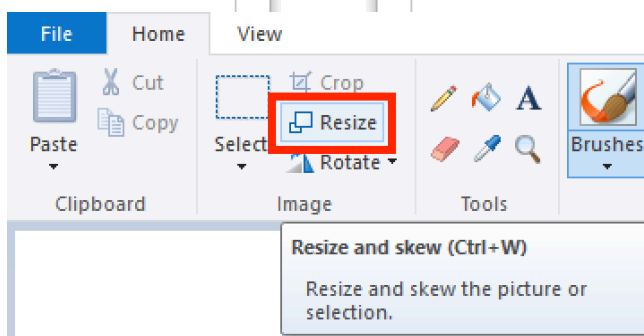 File Home View
Cut Crop
Copy Resize
Paste Select Rotate Brushes
Clipboard Image Tools
Resize and skew (Ctrl+W)
Resize and skew the picture or
selection.